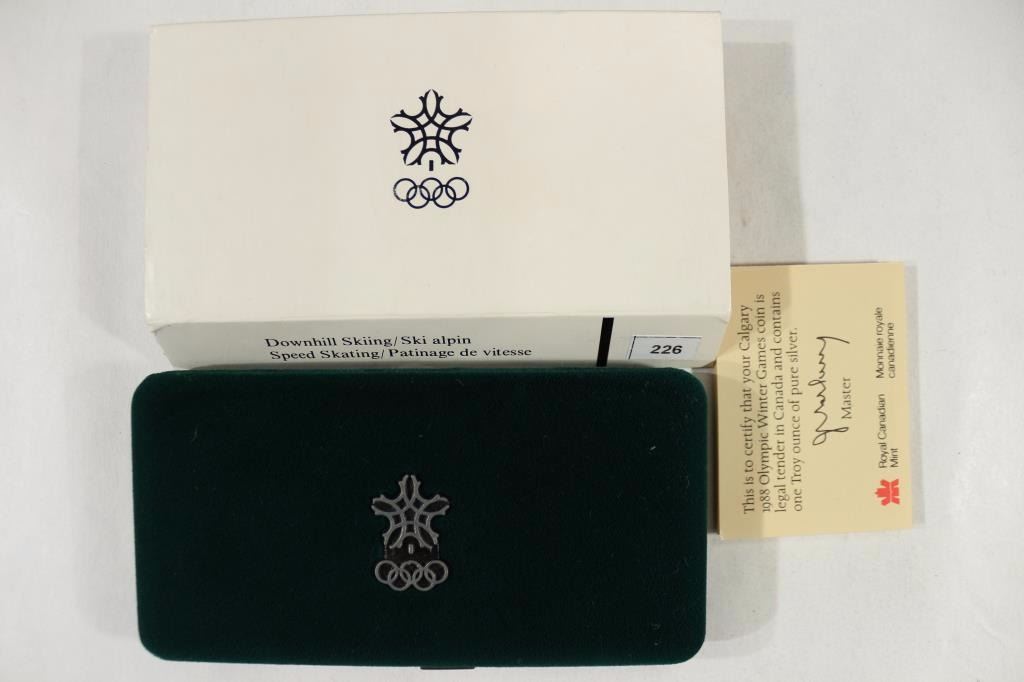 Downhill Skiing/Ski alpin
Speed Skating/Patinage de vitesse
226
This is to certify that your Calgary
1988 Olympic Winter Games coin is
legal tender in Canada and contains
one Troy ounce of pure silver.
Master
Royal Canadian
Mint
Monnaie royale
canadienne